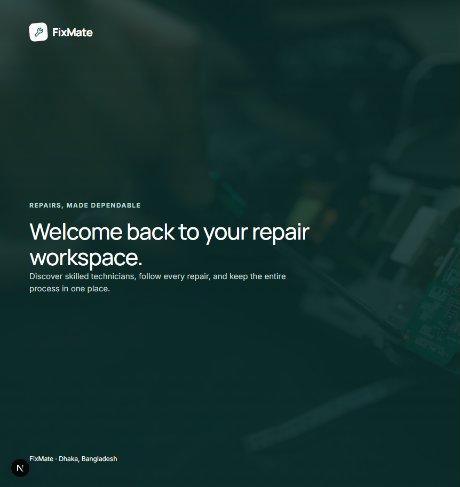 FixMate
REPAIRS, MADE DEPENDABLE
Welcome back to your repair
workspace.
Discover skilled technicians, follow every repair, and keep the entire
process in one place.
FixMate · Dhaka, Bangladesh
N